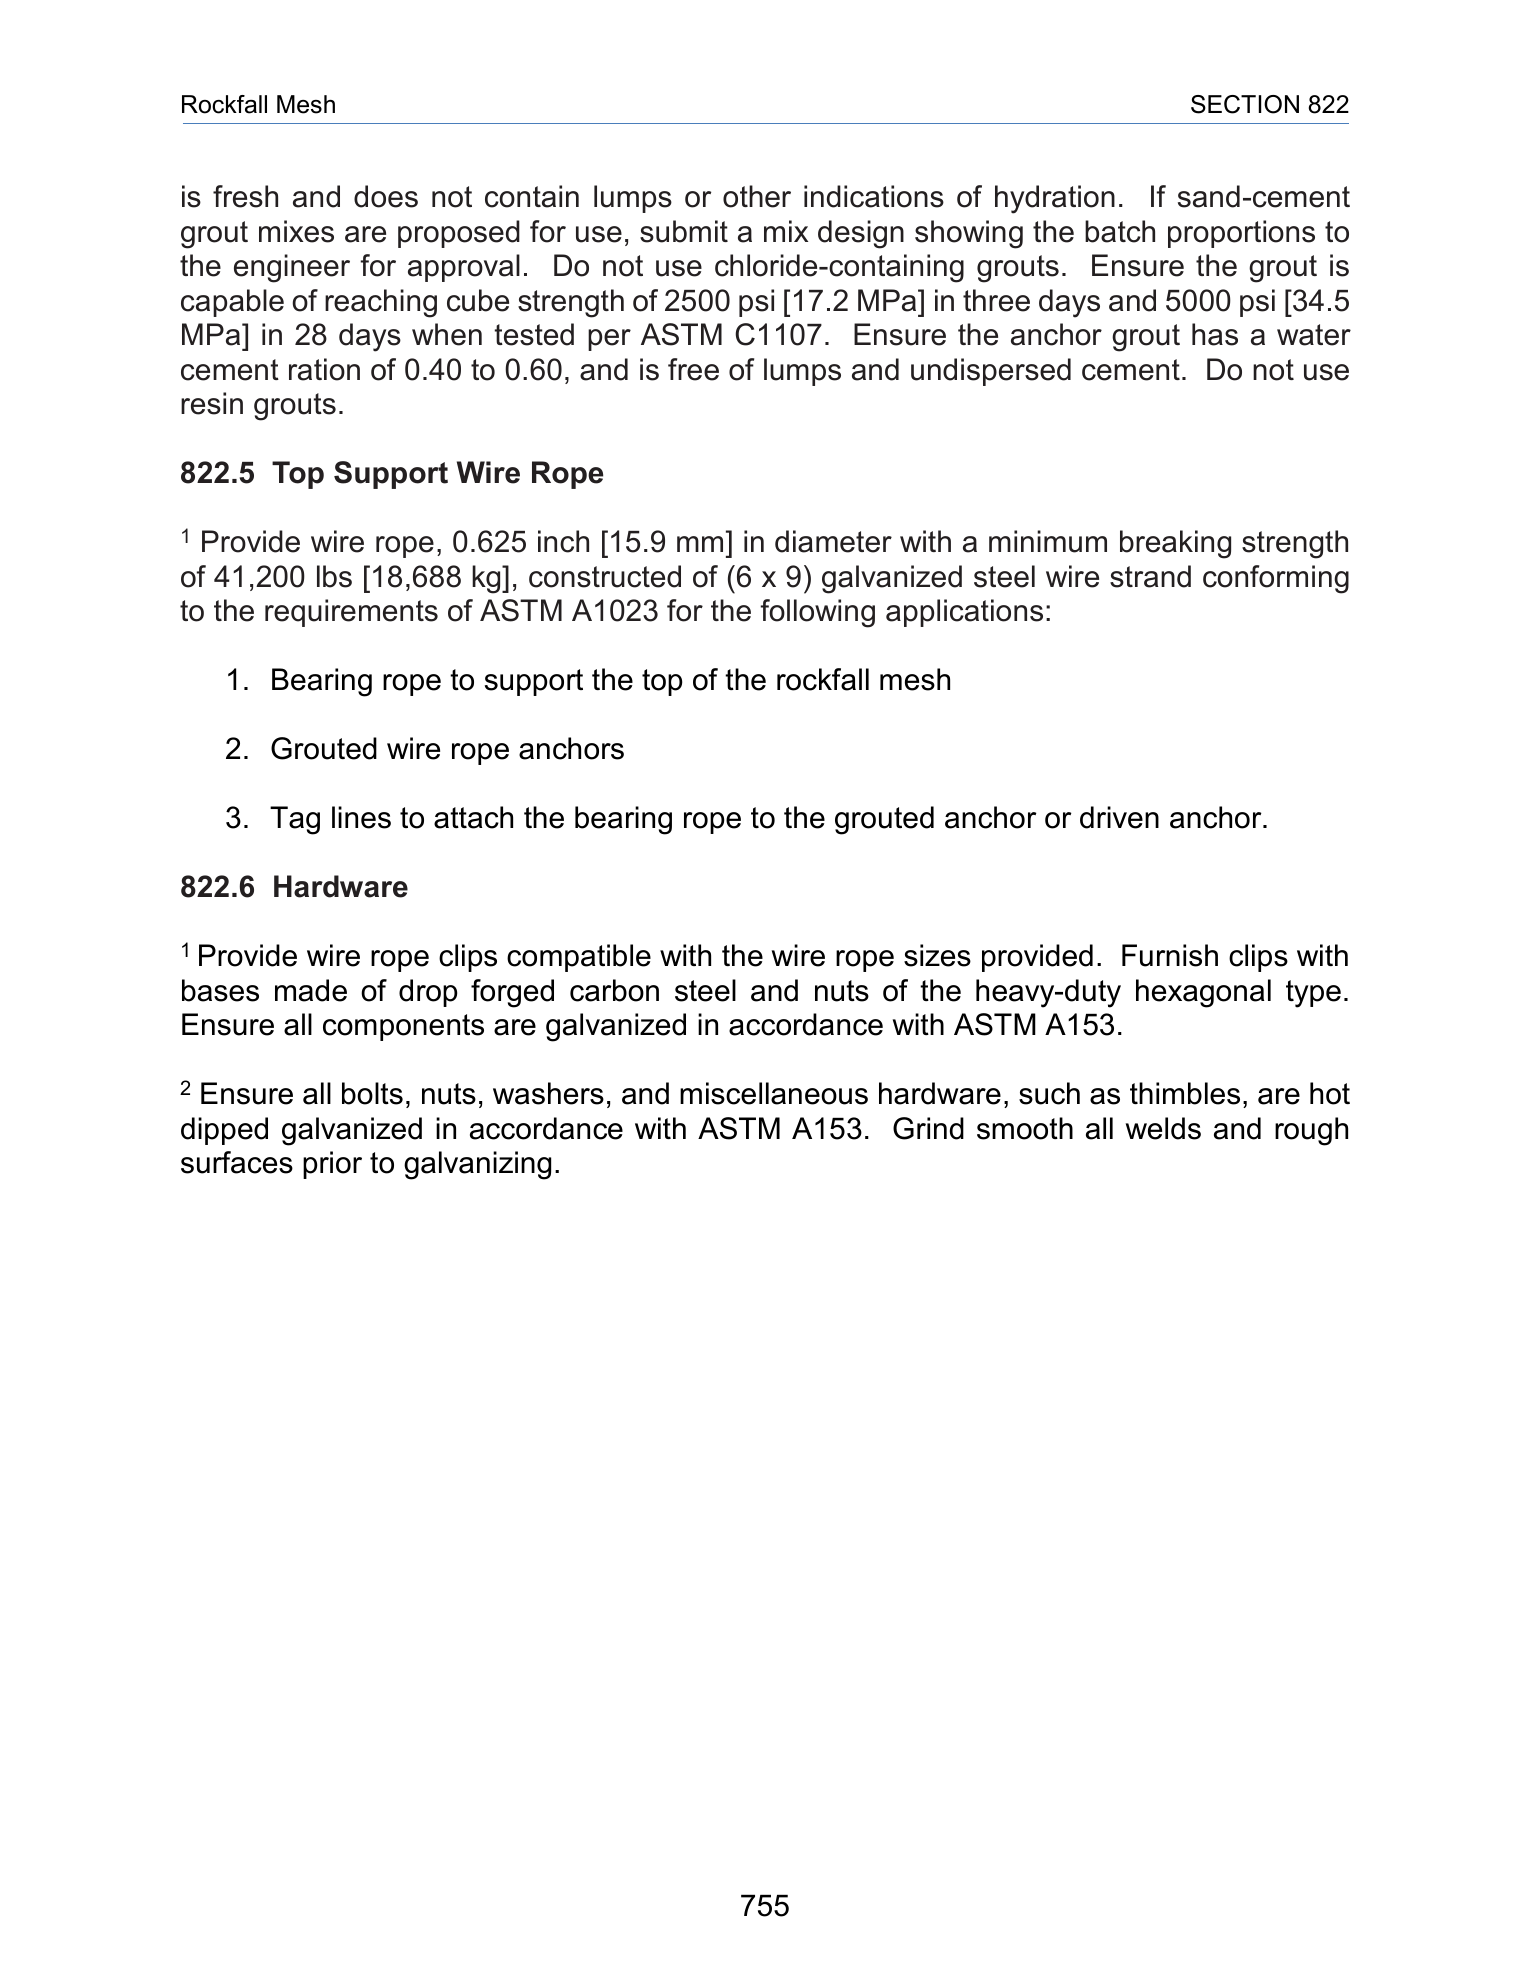 Rockfall Mesh SECTION 822
is fresh and does not contain lumps or other indications of hydration. If sand-cement
grout mixes are proposed for use, submit a mix design showing the batch proportions to
the engineer for approval. Do not use chloride-containing grouts. Ensure the grout is
capable of reaching cube strength of 2500 psi [17.2 MPa] in three days and 5000 psi [34.5
MPa] in 28 days when tested per ASTM C1107. Ensure the anchor grout has a water
cement ration of 0.40 to 0.60, and is free of lumps and undispersed cement. Do not use
resin grouts.
822.5 Top Support Wire Rope
1 Provide wire rope, 0.625 inch [15.9 mm] in diameter with a minimum breaking strength
of 41,200 lbs [18,688 kg], constructed of (6 x 9) galvanized steel wire strand conforming
to the requirements of ASTM A1023 for the following applications:
1. Bearing rope to support the top of the rockfall mesh
2. Grouted wire rope anchors
3. Tag lines to attach the bearing rope to the grouted anchor or driven anchor.
822.6 Hardware
1 Provide wire rope clips compatible with the wire rope sizes provided. Furnish clips with
bases made of drop forged carbon steel and nuts of the heavy-duty hexagonal type.
Ensure all components are galvanized in accordance with ASTM A153.
2 Ensure all bolts, nuts, washers, and miscellaneous hardware, such as thimbles, are hot
dipped galvanized in accordance with ASTM A153. Grind smooth all welds and rough
surfaces prior to galvanizing.
755